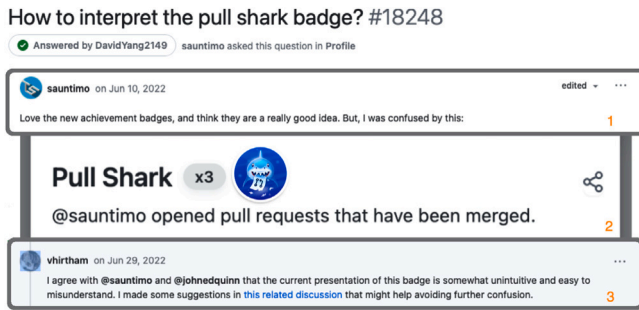 How to interpret the pull shark badge? #18248
Answered by DavidYang2149 sauntimo asked this question in Profile
sauntimo on Jun 10, 2022 edited
Love the new achievement badges, and think they are a really good idea. But, I was confused by this:
1
Pull Shark x3
@sauntimo opened pull requests that have been merged.
2
vhirtham on Jun 29, 2022
I agree with @sauntimo and @johnedquinn that the current presentation of this badge is somewhat unintuitive and easy to
misunderstand. I made some suggestions in this related discussion that might help avoiding further confusion.
3